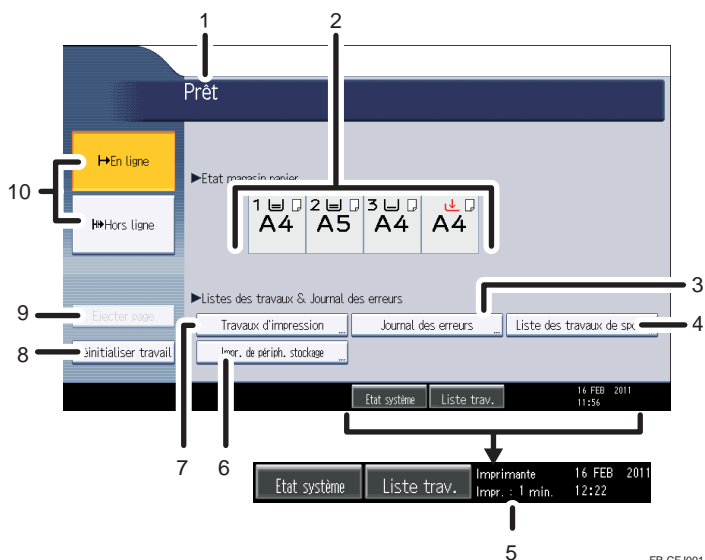 1
2
Prêt
En ligne
10
Hors ligne
Etat magasin papier
1 2 3
A4 A5 A4 A4
Listes des travaux & Journal des erreurs
3
9
Ejecter page
Travaux d'impression
Journal des erreurs
Liste des travaux de spo
4
8
éinitialiser travail
Impr. de périph. stockage
7
6
Etat système
Liste trav.
16 FEB 2011
11:56
Etat système
Liste trav.
Imprimante
Impr. : 1 min.
16 FEB 2011
12:22
5